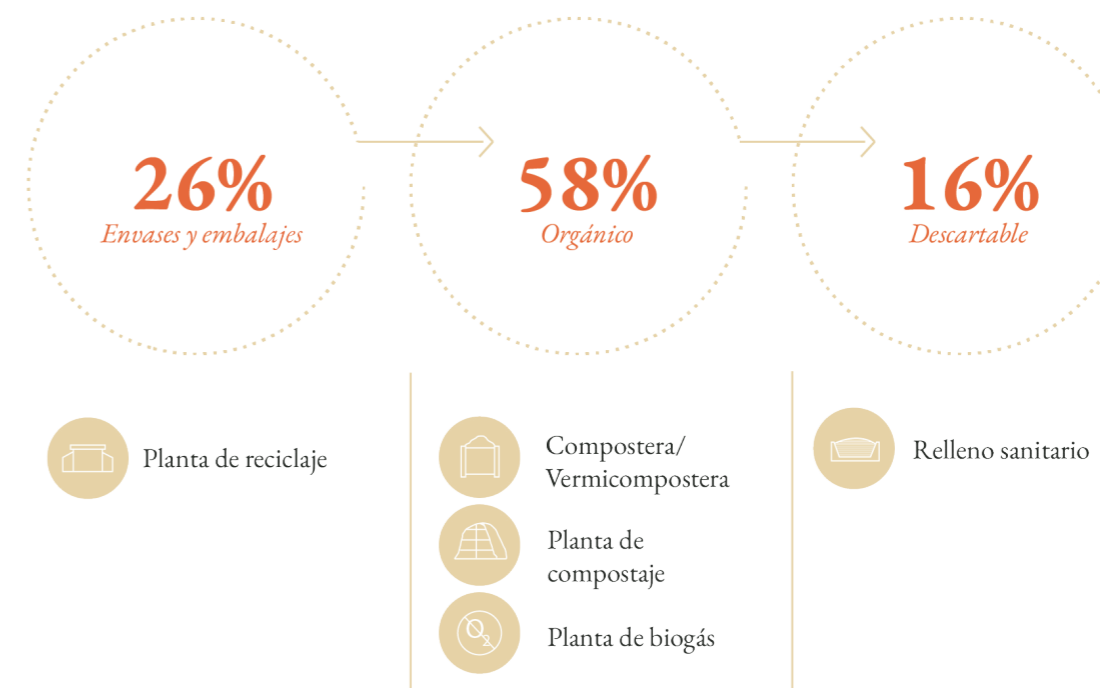 26%
Envases y embalajes
58%
Orgánico
16%
Descartable
Planta de reciclaje
Compostera/
Vermicompostera
Planta de
compostaje
O2
Planta de biogás
Relleno sanitario